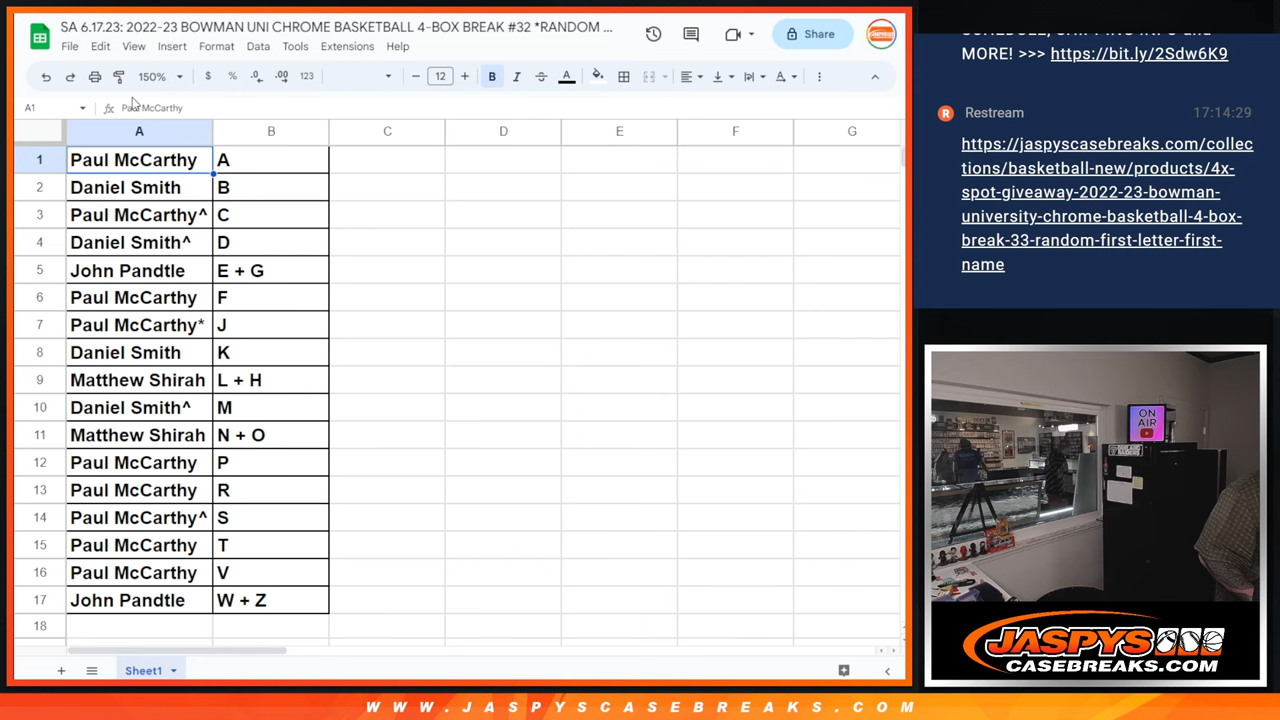 SA 6.17.23: 2022-23 BOWMAN UNI CHROME BASKETBALL 4-BOX BREAK #32 *RANDOM ...
File Edit View Insert Format Data Tools Extensions Help
Share
150% $ % .0 .00 123 12 B I A
A1 fx Paul McCarthy
A B C D E F G
1 Paul McCarthy A
2 Daniel Smith B
3 Paul McCarthy^ C
4 Daniel Smith^ D
5 John Pandtle E + G
6 Paul McCarthy F
7 Paul McCarthy* J
8 Daniel Smith K
9 Matthew Shirah L + H
10 Daniel Smith^ M
11 Matthew Shirah N + O
12 Paul McCarthy P
13 Paul McCarthy R
14 Paul McCarthy^ S
15 Paul McCarthy T
16 Paul McCarthy V
17 John Pandtle W + Z
18
Sheet1
MORE! >>> https://bit.ly/2Sdw6K9
R Restream 17:14:29
https://jaspyscasebreaks.com/collec
tions/basketball-new/products/4x-
spot-giveaway-2022-23-bowman-
university-chrome-basketball-4-box-
break-33-random-first-letter-first-
name
ON
AIR
JASPYS
CASEBREAKS.COM
WWW.JASPYSCASEBREAKS.COM